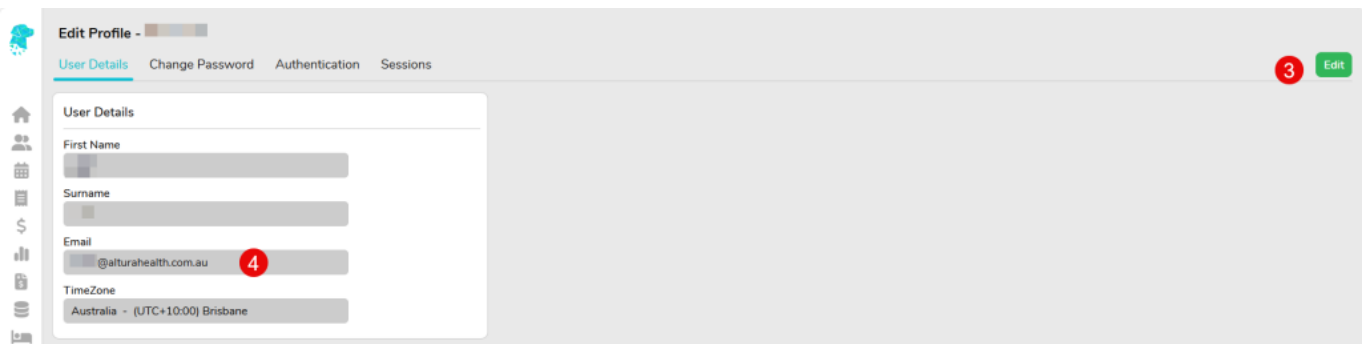 Edit Profile -
User Details Change Password Authentication Sessions
3 Edit
User Details
First Name
Surname
Email
@alturahealth.com.au 4
TimeZone
Australia - (UTC+10:00) Brisbane